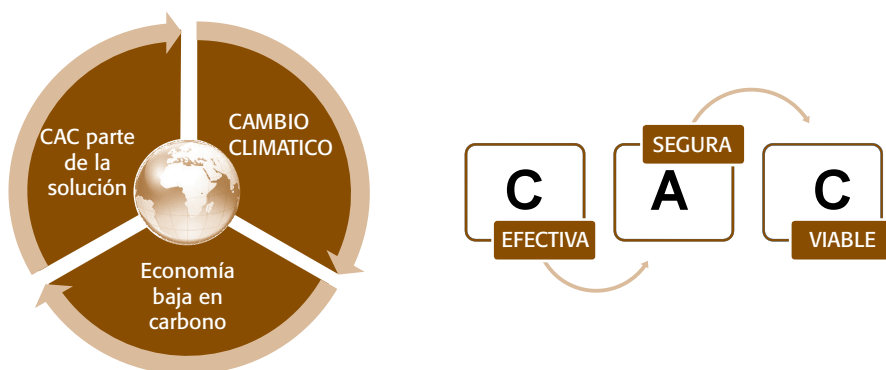 CAC parte
de la
solución
CAMBIO
CLIMATICO
Economía
baja en
carbono
C
EFECTIVA
A
SEGURA
C
VIABLE